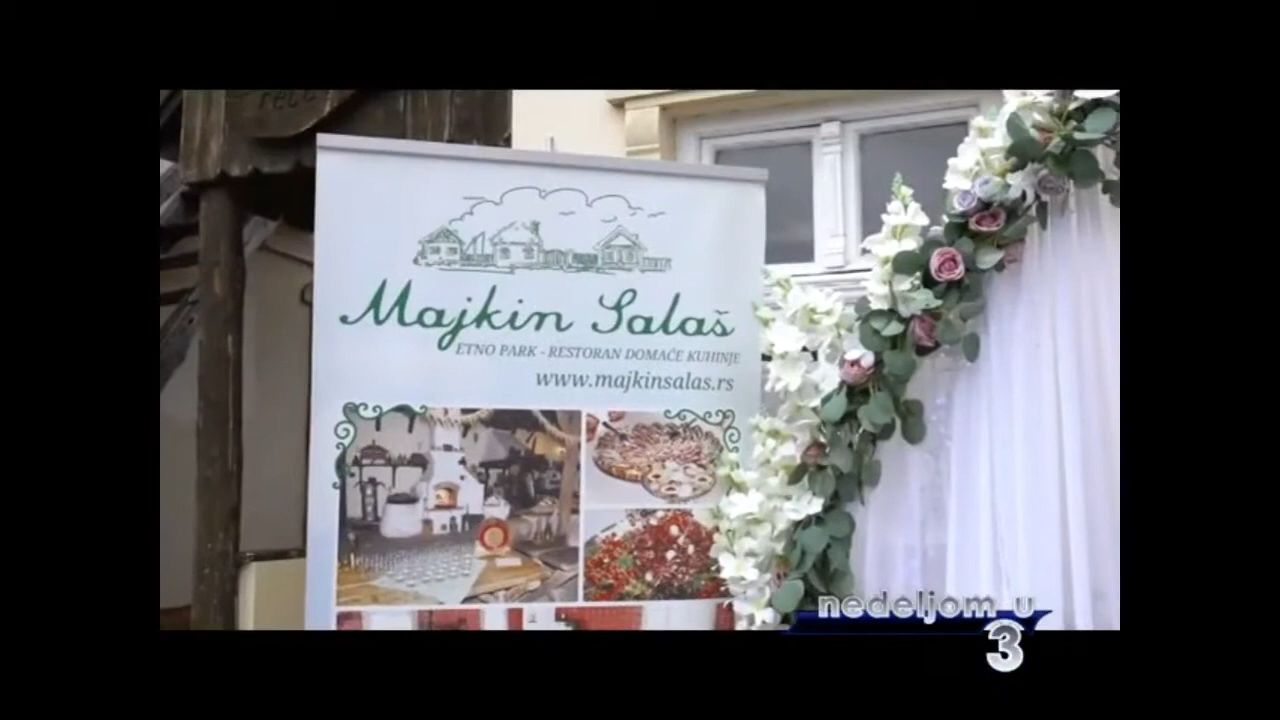 Majkin Salaš
ETNO PARK - RESTORAN DOMAĆE KUHINJE
www.majkinsalas.rs
nedeljom u
3